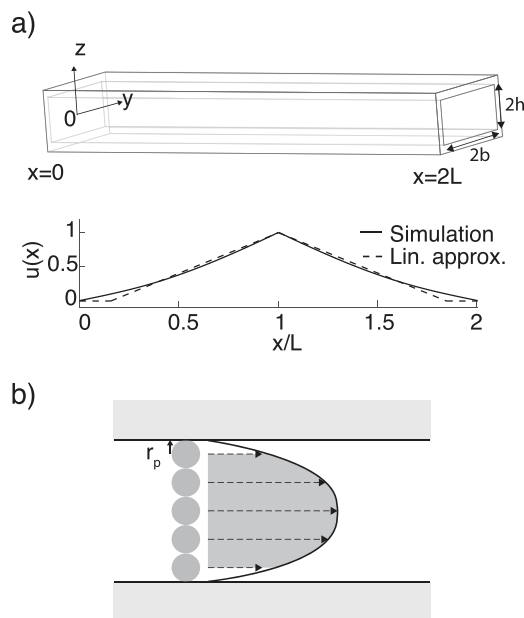 a)
z
0
y
2h
2b
x=0
x=2L
1
0.5
0
u(x)
Simulation
Lin. approx.
0
0.5
1
1.5
2
x/L
b)
r_p